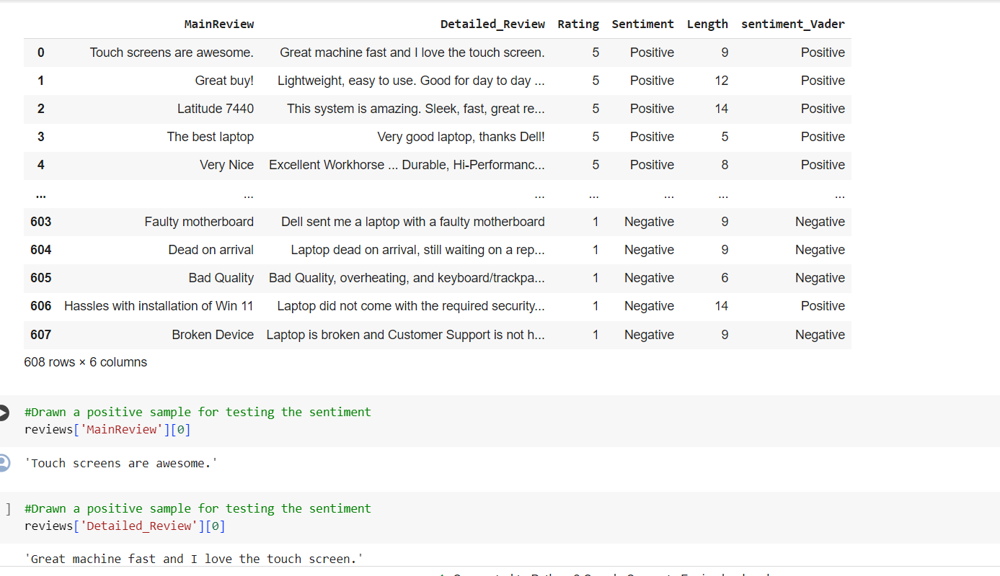 MainReview Detailed_Review Rating Sentiment Length sentiment_Vader
0 Touch screens are awesome. Great machine fast and I love the touch screen. 5 Positive 9 Positive
1 Great buy! Lightweight, easy to use. Good for day to day ... 5 Positive 12 Positive
2 Latitude 7440 This system is amazing. Sleek, fast, great re... 5 Positive 14 Positive
3 The best laptop Very good laptop, thanks Dell! 5 Positive 5 Positive
4 Very Nice Excellent Workhorse ... Durable, Hi-Performanc... 5 Positive 8 Positive
... ... ... ... ... ... ...
603 Faulty motherboard Dell sent me a laptop with a faulty motherboard 1 Negative 9 Negative
604 Dead on arrival Laptop dead on arrival, still waiting on a rep... 1 Negative 9 Negative
605 Bad Quality Bad Quality, overheating, and keyboard/trackpa... 1 Negative 6 Negative
606 Hassles with installation of Win 11 Laptop did not come with the required security... 1 Negative 14 Positive
607 Broken Device Laptop is broken and Customer Support is not h... 1 Negative 9 Negative
608 rows × 6 columns
#Drawn a positive sample for testing the sentiment
reviews['MainReview'][0]
'Touch screens are awesome.'
] #Drawn a positive sample for testing the sentiment
reviews['Detailed_Review'][0]
'Great machine fast and I love the touch screen.'